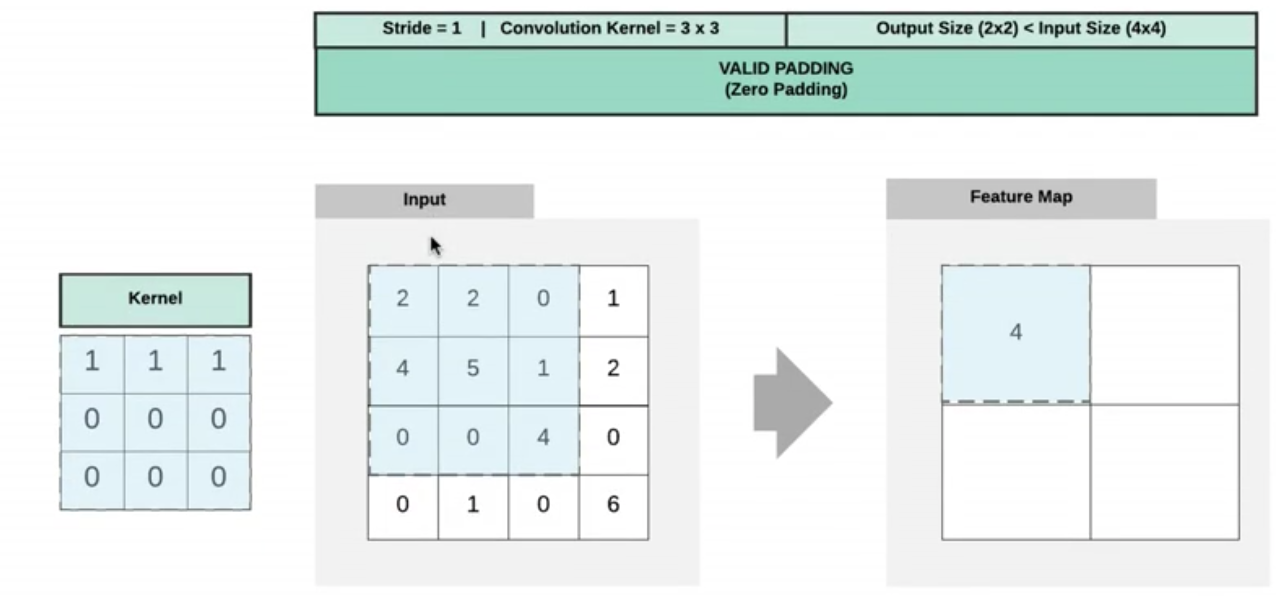 Stride = 1 | Convolution Kernel = 3 x 3
Output Size (2x2) < Input Size (4x4)
VALID PADDING
(Zero Padding)
Kernel
1 1 1
0 0 0
0 0 0
Input
2 2 0 1
4 5 1 2
0 0 4 0
0 1 0 6
Feature Map
4